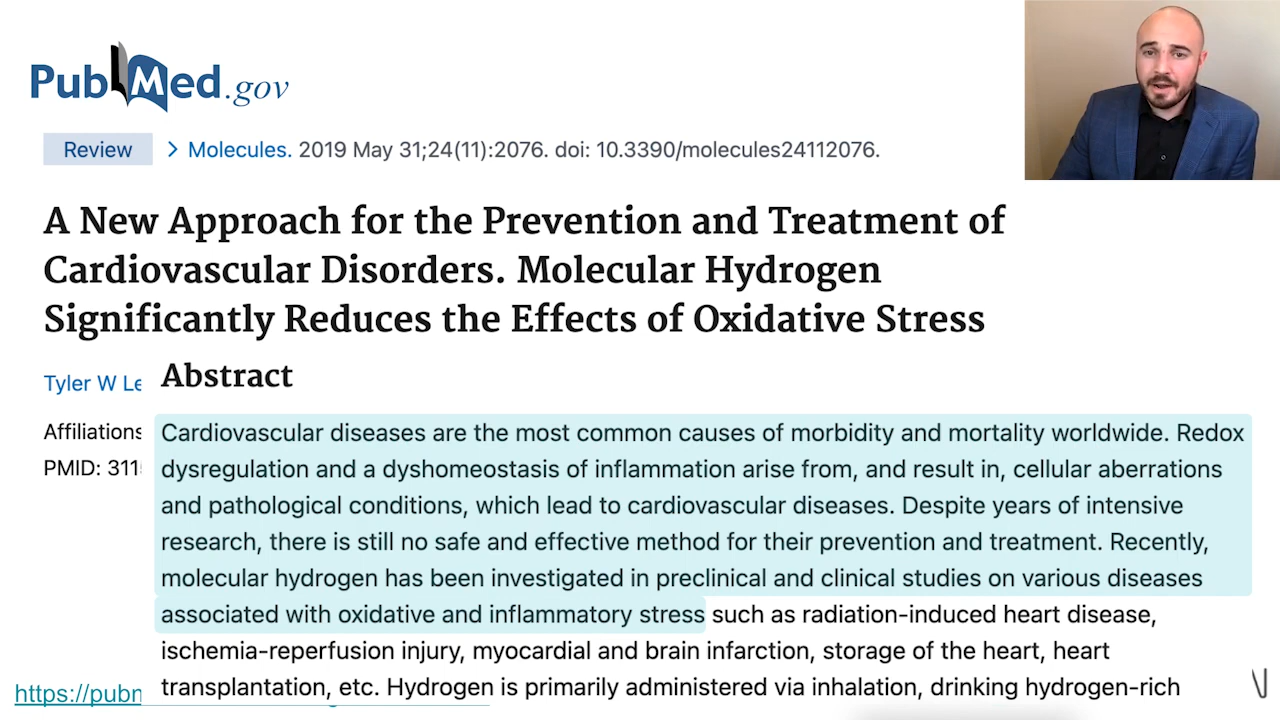 PubMed.gov
Review > Molecules. 2019 May 31;24(11):2076. doi: 10.3390/molecules24112076.
A New Approach for the Prevention and Treatment of
Cardiovascular Disorders. Molecular Hydrogen
Significantly Reduces the Effects of Oxidative Stress
Tyler W Le
Abstract
Affiliations
PMID: 311
Cardiovascular diseases are the most common causes of morbidity and mortality worldwide. Redox
dysregulation and a dyshomeostasis of inflammation arise from, and result in, cellular aberrations
and pathological conditions, which lead to cardiovascular diseases. Despite years of intensive
research, there is still no safe and effective method for their prevention and treatment. Recently,
molecular hydrogen has been investigated in preclinical and clinical studies on various diseases
associated with oxidative and inflammatory stress such as radiation-induced heart disease,
ischemia-reperfusion injury, myocardial and brain infarction, storage of the heart, heart
transplantation, etc. Hydrogen is primarily administered via inhalation, drinking hydrogen-rich
https://pubm